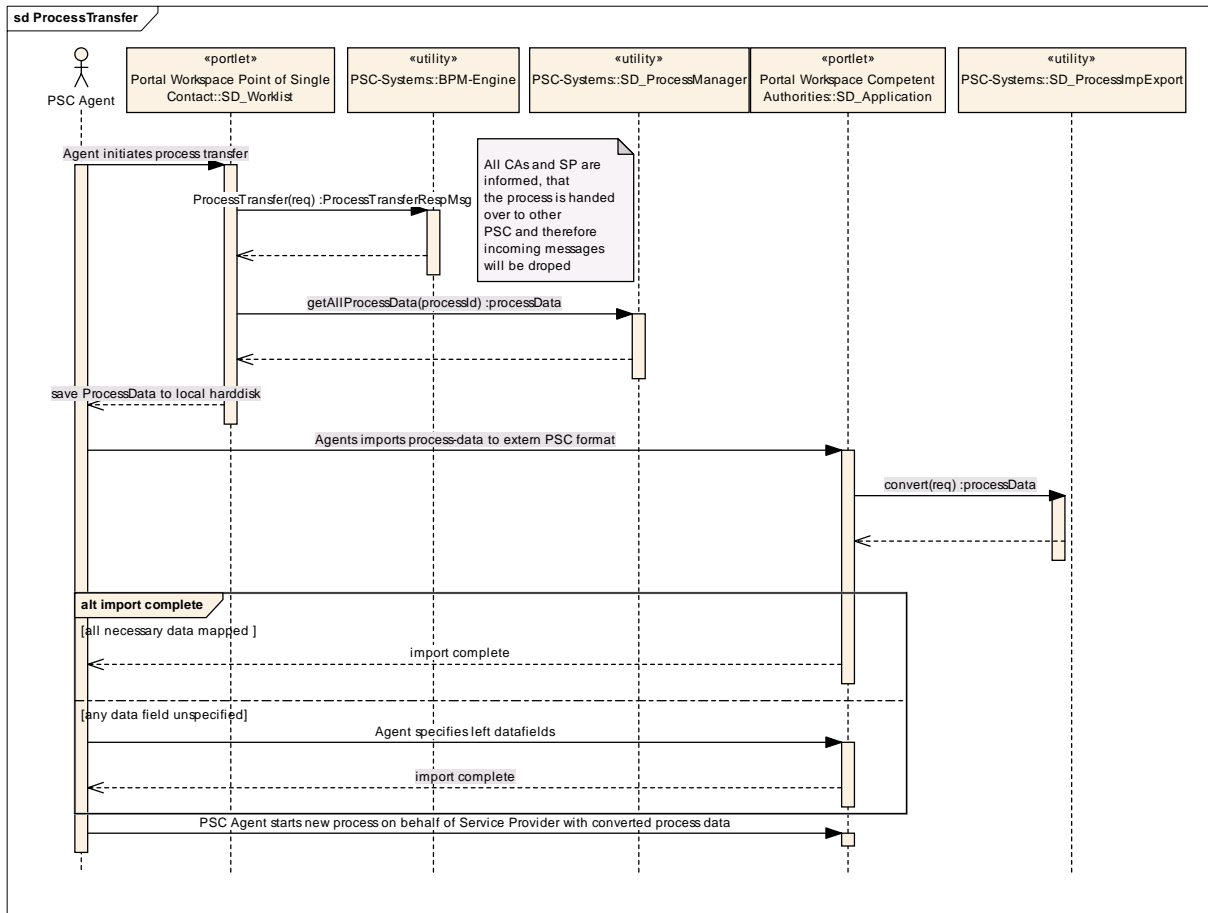 sd ProcessTransfer
PSC Agent
«portlet»
Portal Workspace Point of Single
Contact::SD_Worklist
«utility»
PSC-Systems::BPM-Engine
«utility»
PSC-Systems::SD_ProcessManager
«portlet»
Portal Workspace Competent
Authorities::SD_Application
«utility»
PSC-Systems::SD_ProcessImpExport
Agent initiates process transfer
All CAs and SP are
informed, that
the process is handed
over to other
PSC and therefore
incoming messages
will be droped
ProcessTransfer(req) :ProcessTransferRespMsg
getAllProcessData(processId) :processData
save ProcessData to local harddisk
Agents imports process-data to extern PSC format
convert(req) :processData
alt import complete
[all necessary data mapped ]
import complete
[any data field unspecified]
Agent specifies left datafields
import complete
PSC Agent starts new process on behalf of Service Provider with converted process data